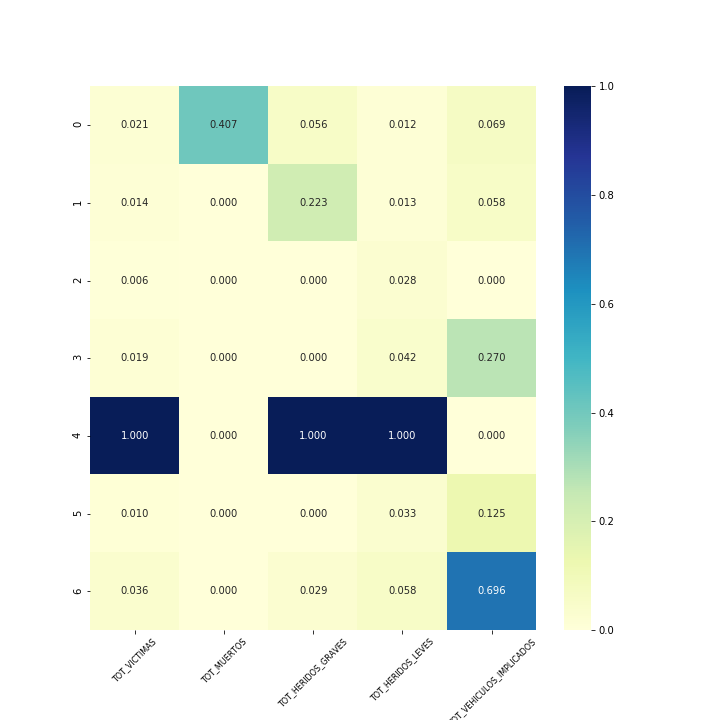 0 0.021 0.407 0.056 0.012 0.069
1 0.014 0.000 0.223 0.013 0.058
2 0.006 0.000 0.000 0.028 0.000
3 0.019 0.000 0.000 0.042 0.270
4 1.000 0.000 1.000 1.000 0.000
5 0.010 0.000 0.000 0.033 0.125
6 0.036 0.000 0.029 0.058 0.696
TOT_VICTIMAS
TOT_MUERTOS
TOT_HERIDOS_GRAVES
TOT_HERIDOS_LEVES
TOT_VEHICULOS_IMPLICADOS
1.0
0.8
0.6
0.4
0.2
0.0